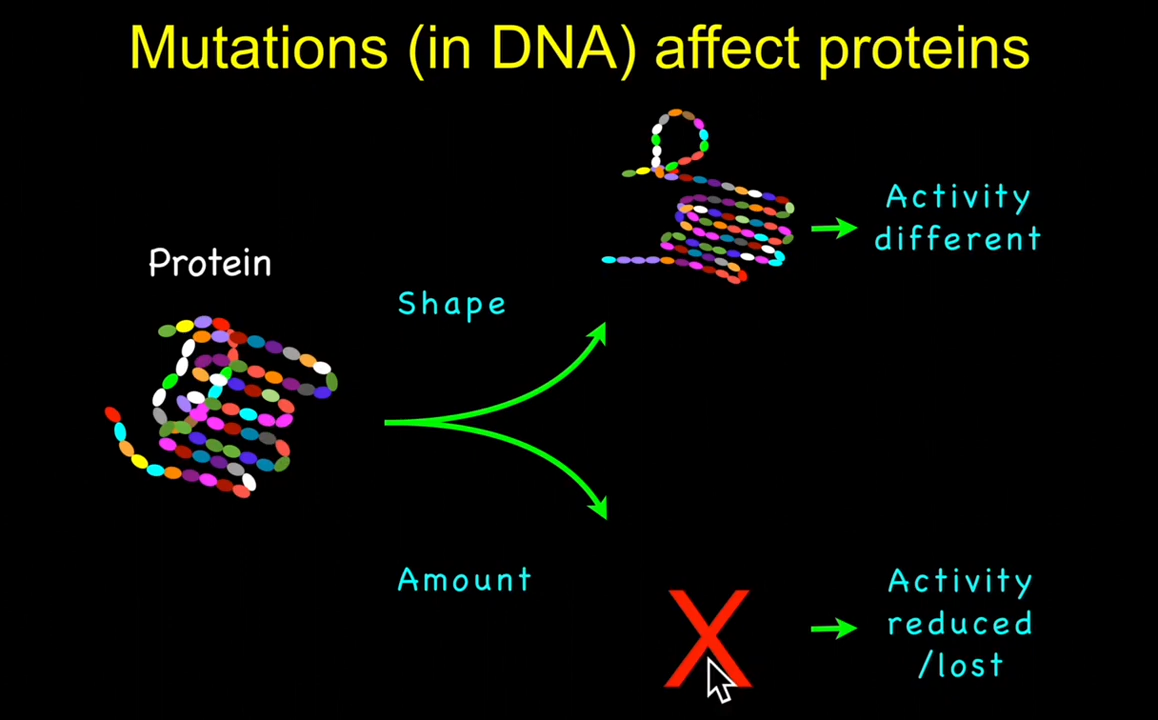 Mutations (in DNA) affect proteins
Activity
different
Protein
Shape
Amount
X
Activity
reduced
/lost